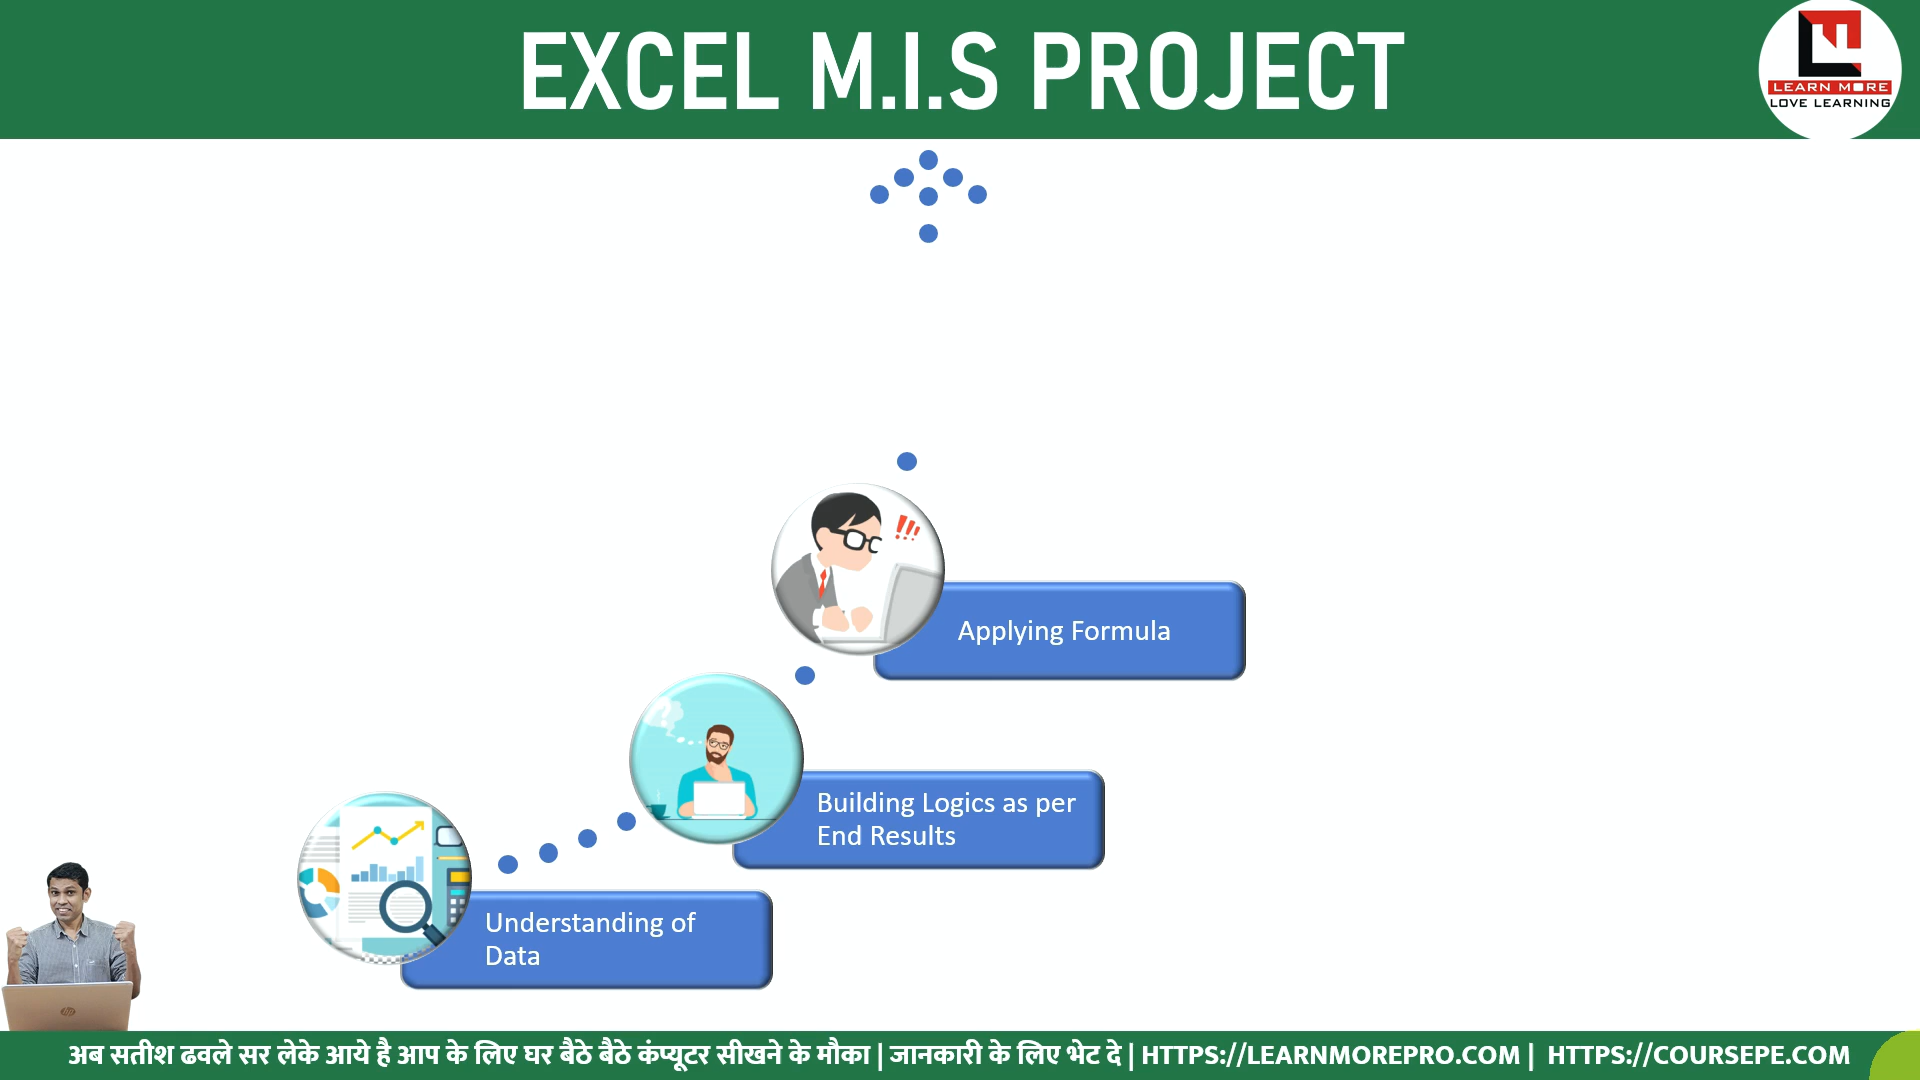 EXCEL M.I.S PROJECT
LEARN MORE
LOVE LEARNING
!!!
Applying Formula
Building Logics as per
End Results
Understanding of
Data
hp
अब सतीश ढवले सर लेके आये है आप के लिए घर बैठे बैठे कंप्यूटर सीखने के मौका | जानकारी के लिए भेट दे | HTTPS://LEARNMOREPRO.COM | HTTPS://COURSEPE.COM